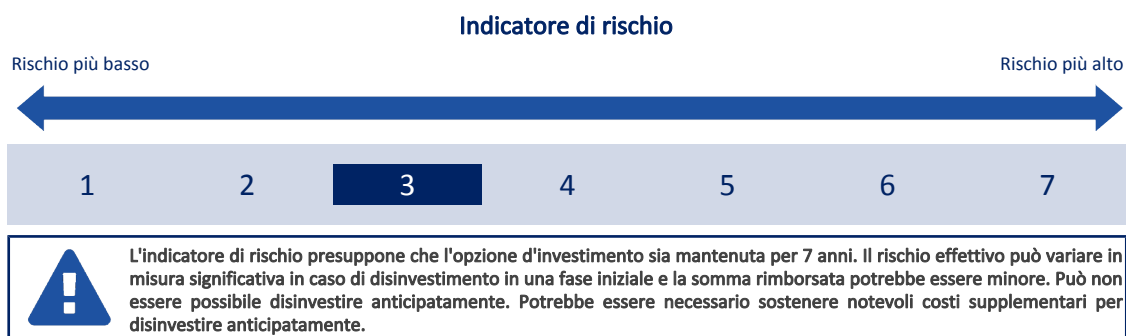 Indicatore di rischio
Rischio più basso
Rischio più alto
1 2 3 4 5 6 7
L'indicatore di rischio presuppone che l'opzione d'investimento sia mantenuta per 7 anni. Il rischio effettivo può variare in
misura significativa in caso di disinvestimento in una fase iniziale e la somma rimborsata potrebbe essere minore. Può non
essere possibile disinvestire anticipatamente. Potrebbe essere necessario sostenere notevoli costi supplementari per
disinvestire anticipatamente.